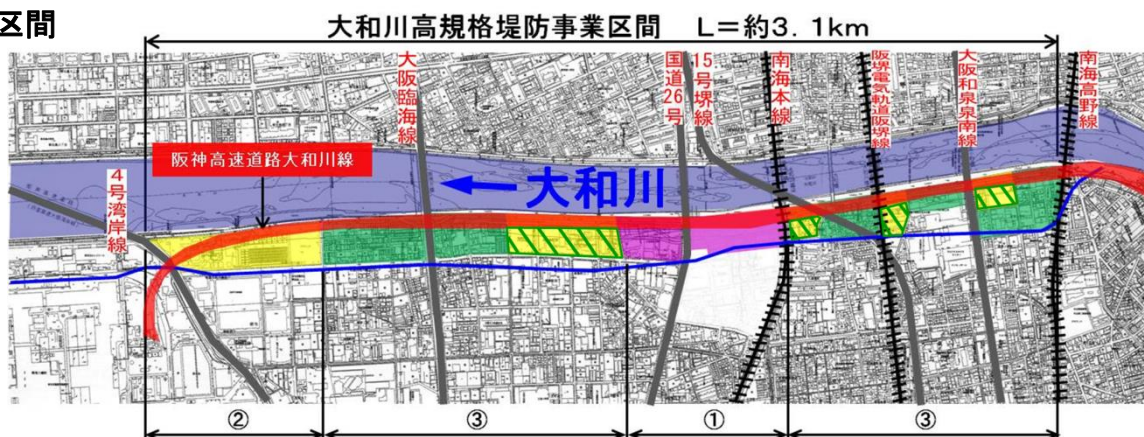 区間
大和川高規格堤防事業区間 L=約3.1km
大阪臨海線
国道26号
15号堺線
南海本線
阪堺電気軌道阪堺線
大阪和泉泉南線
南海高野線
阪神高速道路大和川線
4号湾岸線
大和川
②
③
①
③